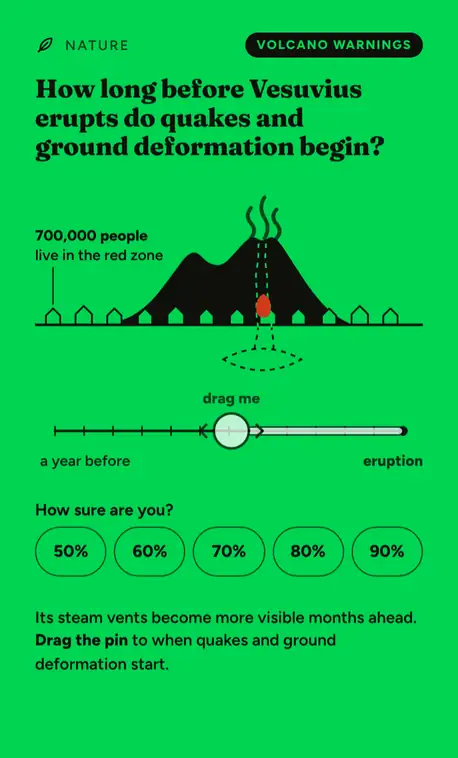 NATURE
VOLCANO WARNINGS
How long before Vesuvius
erupts do quakes and
ground deformation begin?
700,000 people
live in the red zone
drag me
a year before
eruption
How sure are you?
50%
60%
70%
80%
90%
Its steam vents become more visible months ahead.
Drag the pin to when quakes and ground
deformation start.